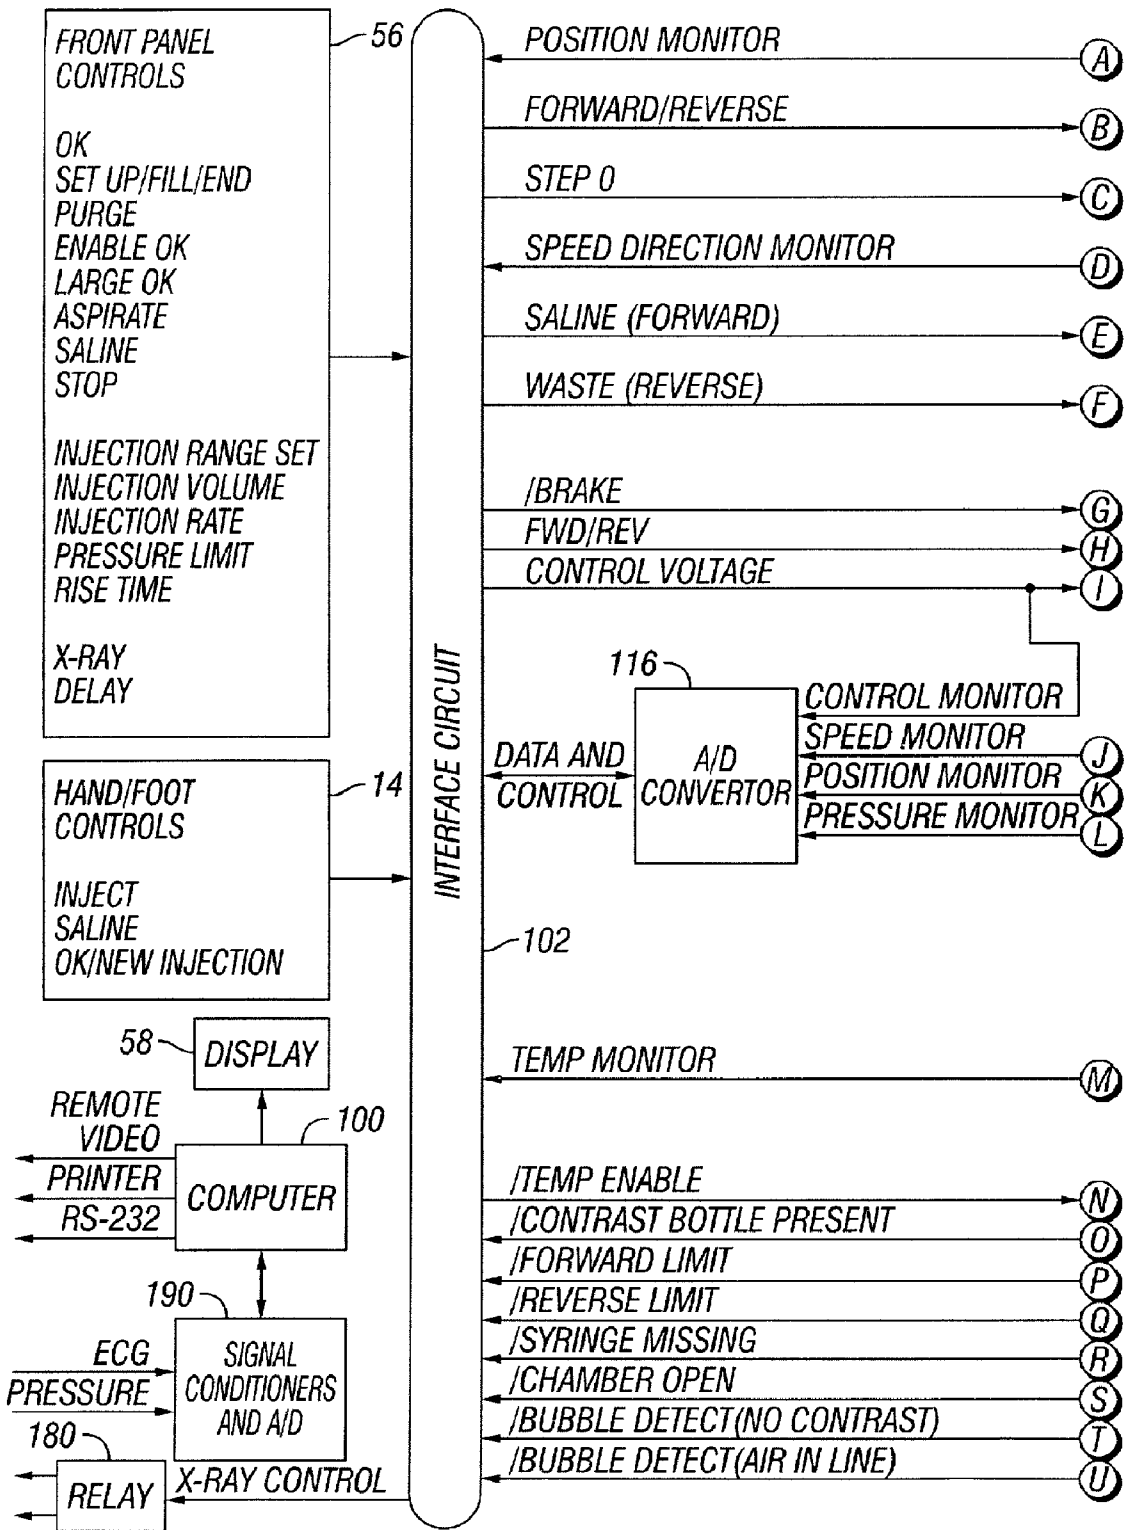 FRONT PANEL
CONTROLS
56
OK
SET UP/FILL/END
PURGE
ENABLE OK
LARGE OK
ASPIRATE
SALINE
STOP
INJECTION RANGE SET
INJECTION VOLUME
INJECTION RATE
PRESSURE LIMIT
RISE TIME
X-RAY
DELAY
HAND/FOOT
CONTROLS
14
INJECT
SALINE
OK/NEW INJECTION
58
DISPLAY
REMOTE
VIDEO
PRINTER
RS-232
100
COMPUTER
190
ECG
PRESSURE
SIGNAL
CONDITIONERS
AND A/D
180
RELAY
X-RAY CONTROL
INTERFACE CIRCUIT
102
POSITION MONITOR A
FORWARD/REVERSE B
STEP 0 C
SPEED DIRECTION MONITOR D
SALINE (FORWARD) E
WASTE (REVERSE) F
/BRAKE G
FWD/REV H
CONTROL VOLTAGE I
116
DATA AND
CONTROL
A/D
CONVERTOR
CONTROL MONITOR
SPEED MONITOR J
POSITION MONITOR K
PRESSURE MONITOR L
TEMP MONITOR M
/TEMP ENABLE N
/CONTRAST BOTTLE PRESENT O
/FORWARD LIMIT P
/REVERSE LIMIT Q
/SYRINGE MISSING R
/CHAMBER OPEN S
/BUBBLE DETECT(NO CONTRAST) T
/BUBBLE DETECT(AIR IN LINE) U